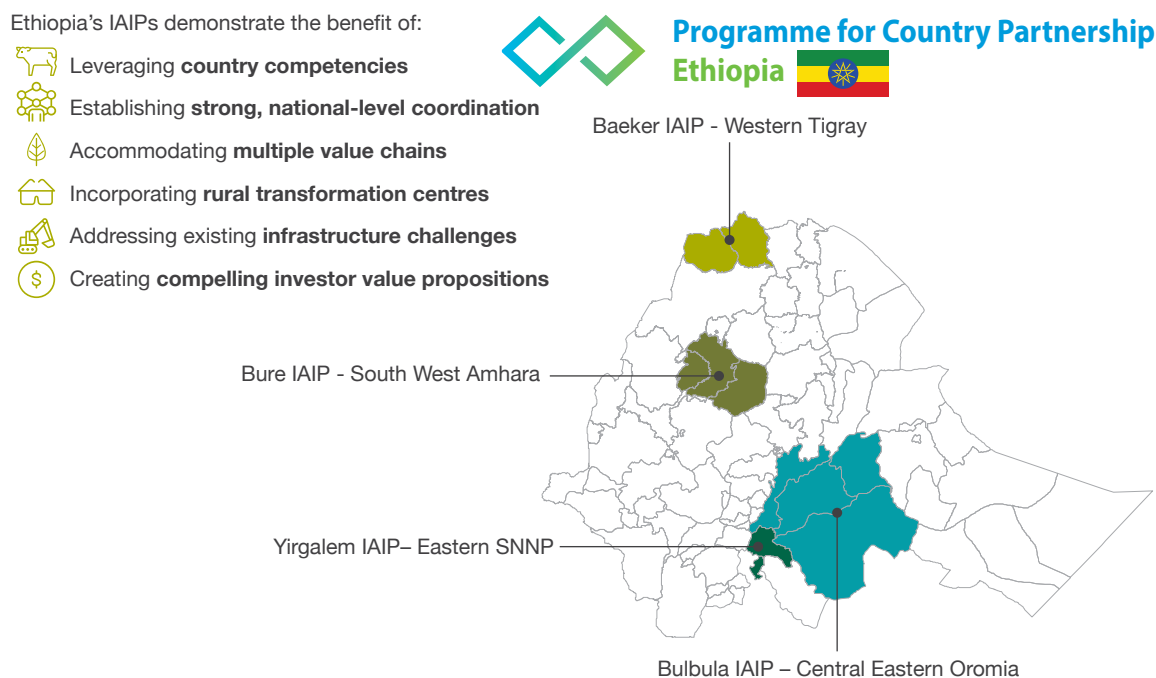 Ethiopia's IAIPs demonstrate the benefit of:
Leveraging country competencies
Establishing strong, national-level coordination
Accommodating multiple value chains
Incorporating rural transformation centres
Addressing existing infrastructure challenges
$ Creating compelling investor value propositions
Programme for Country Partnership
Ethiopia
Baeker IAIP - Western Tigray
Bure IAIP - South West Amhara
Yirgalem IAIP– Eastern SNNP
Bulbula IAIP – Central Eastern Oromia